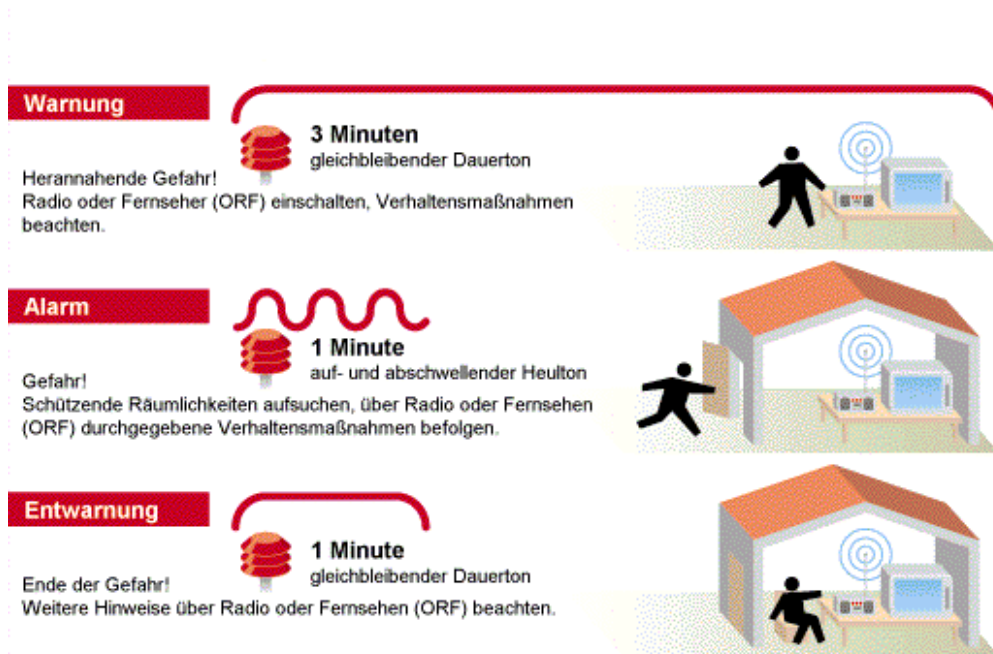 Warnung
3 Minuten
gleichbleibender Dauerton
Herannahende Gefahr!
Radio oder Fernseher (ORF) einschalten, Verhaltensmaßnahmen
beachten.
Alarm
1 Minute
auf- und abschwellender Heulton
Gefahr!
Schützende Räumlichkeiten aufsuchen, über Radio oder Fernsehen
(ORF) durchgegebene Verhaltensmaßnahmen befolgen.
Entwarnung
1 Minute
gleichbleibender Dauerton
Ende der Gefahr!
Weitere Hinweise über Radio oder Fernsehen (ORF) beachten.